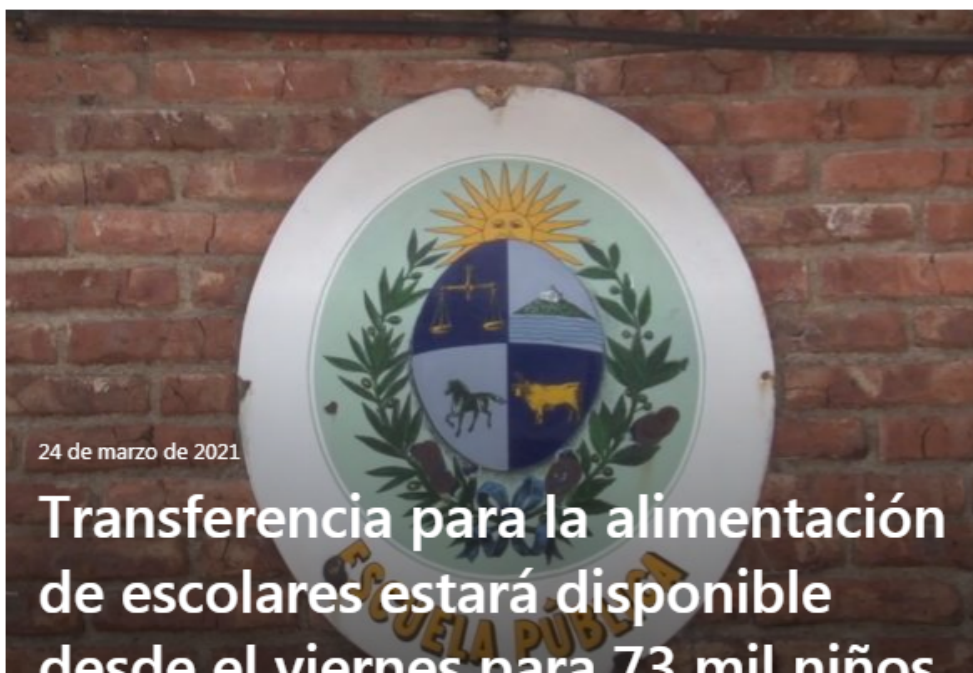 24 de marzo de 2021
Transferencia para la alimentación
de escolares estará disponible
desde el viernes para 73 mil niños
ESCUELA PÚBLICA